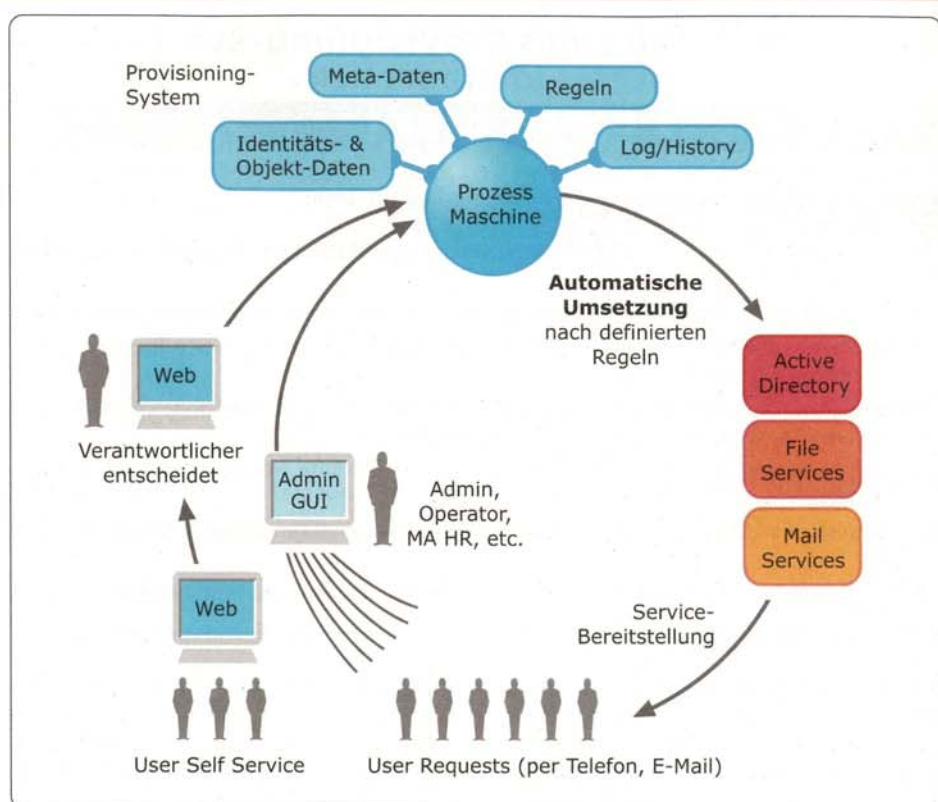 Provisioning-
System
Meta-Daten
Regeln
Identitäts- &
Objekt-Daten
Log/History
Prozess
Maschine
Automatische
Umsetzung
nach definierten
Regeln
Web
Verantwortlicher
entscheidet
Admin
GUI
Admin,
Operator,
MA HR, etc.
Active
Directory
File
Services
Mail
Services
Web
Service-
Bereitstellung
User Self Service
User Requests (per Telefon, E-Mail)